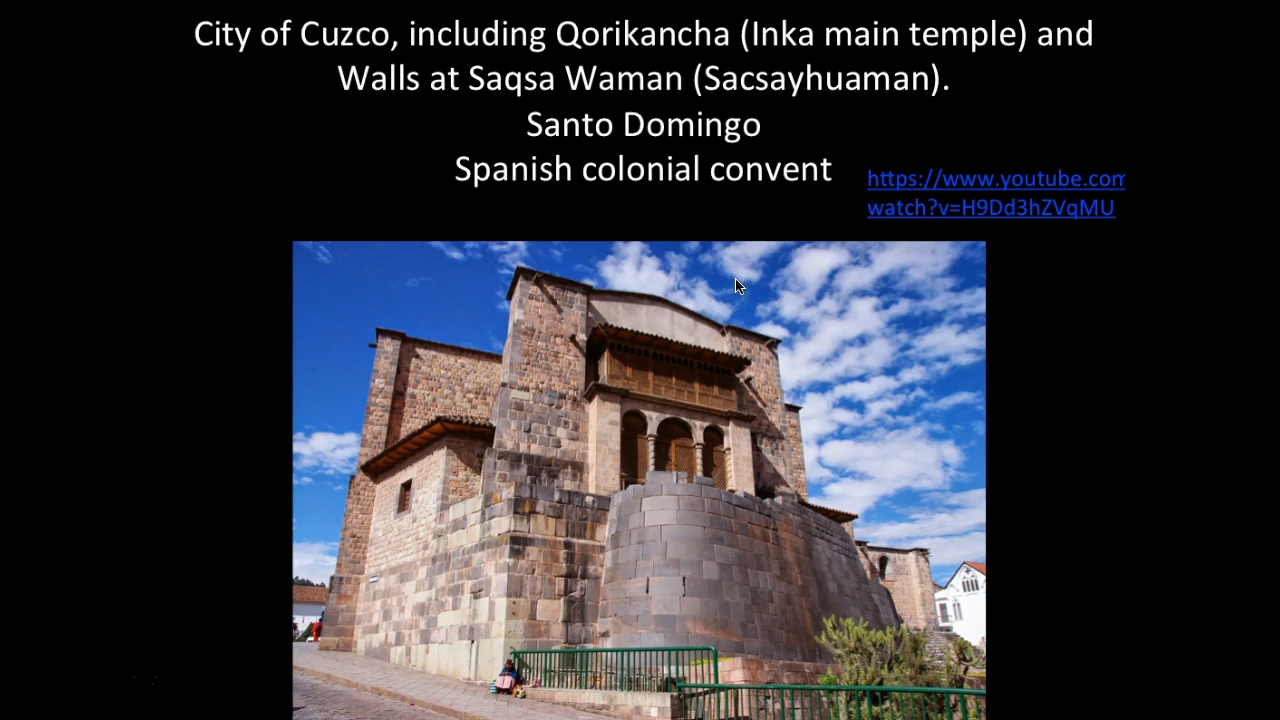 City of Cuzco, including Qorikancha (Inka main temple) and
Walls at Saqsa Waman (Sacsayhuaman).
Santo Domingo
Spanish colonial convent
https://www.youtube.com
watch?v=H9Dd3hZVqMU